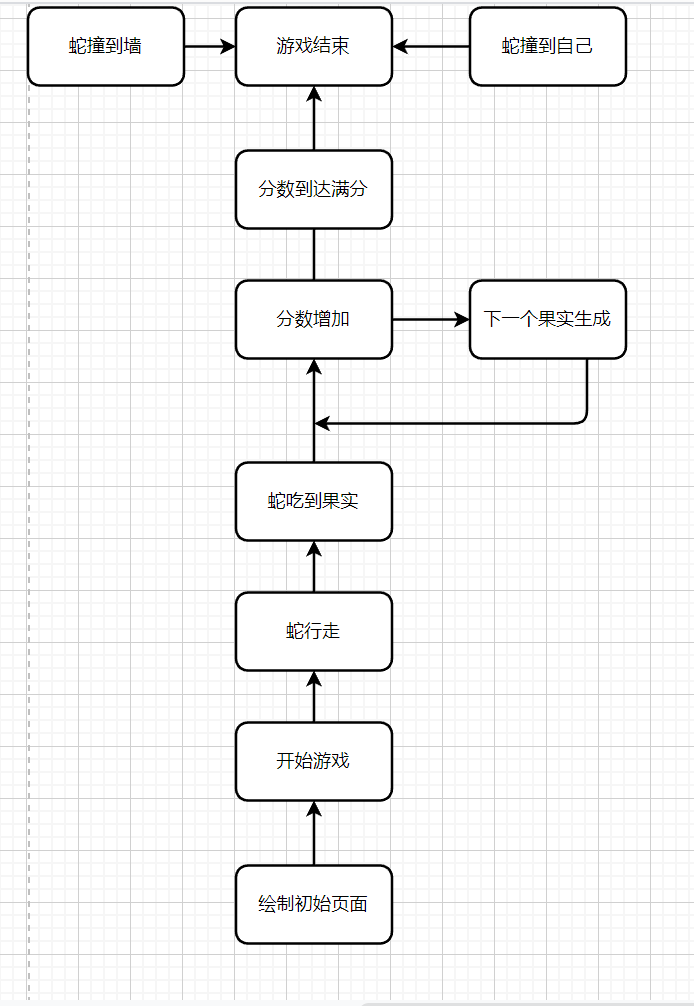 蛇撞到墙
游戏结束
蛇撞到自己
分数到达满分
分数增加
下一个果实生成
蛇吃到果实
蛇行走
开始游戏
绘制初始页面